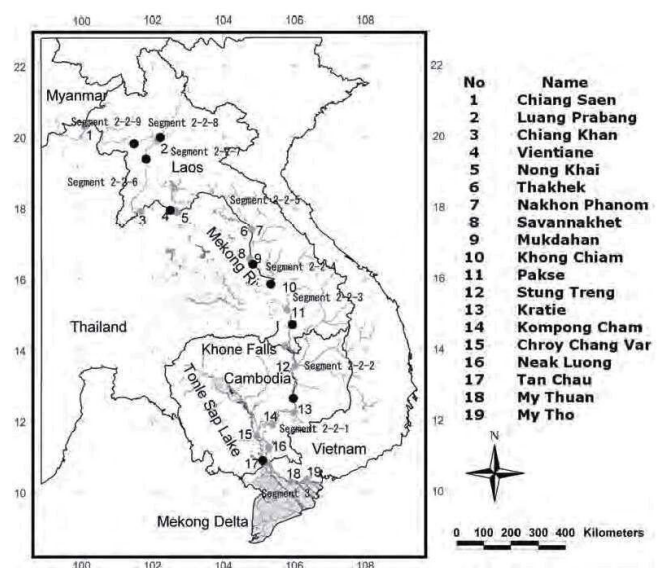 100 102 104 106 108
22 22
Myanmar
Segment 2-2-9 Segment 2-2-8
1
20 20
2 Segment 2-2-7
Laos
Segment 2-2-6
Segment 2-2-5
18 18
3 4 5
6 7
Mekong Ri
8 9
Segment 2-2-4
16 16
10
Segment 2-2-3
11
Thailand
14 14
Khone Falls
12 Segment 2-2-2
Cambodia
Tonle Sap Lake
13
12 12
14
Segment 2-2-1
15
16
Vietnam
17
18 19
10 10
Segment 3
Mekong Delta
100 102 104 106 108
No Name
1 Chiang Saen
2 Luang Prabang
3 Chiang Khan
4 Vientiane
5 Nong Khai
6 Thakhek
7 Nakhon Phanom
8 Savannakhet
9 Mukdahan
10 Khong Chiam
11 Pakse
12 Stung Treng
13 Kratie
14 Kompong Cham
15 Chroy Chang Var
16 Neak Luong
17 Tan Chau
18 My Thuan
19 My Tho
N
0 100 200 300 400 Kilometers